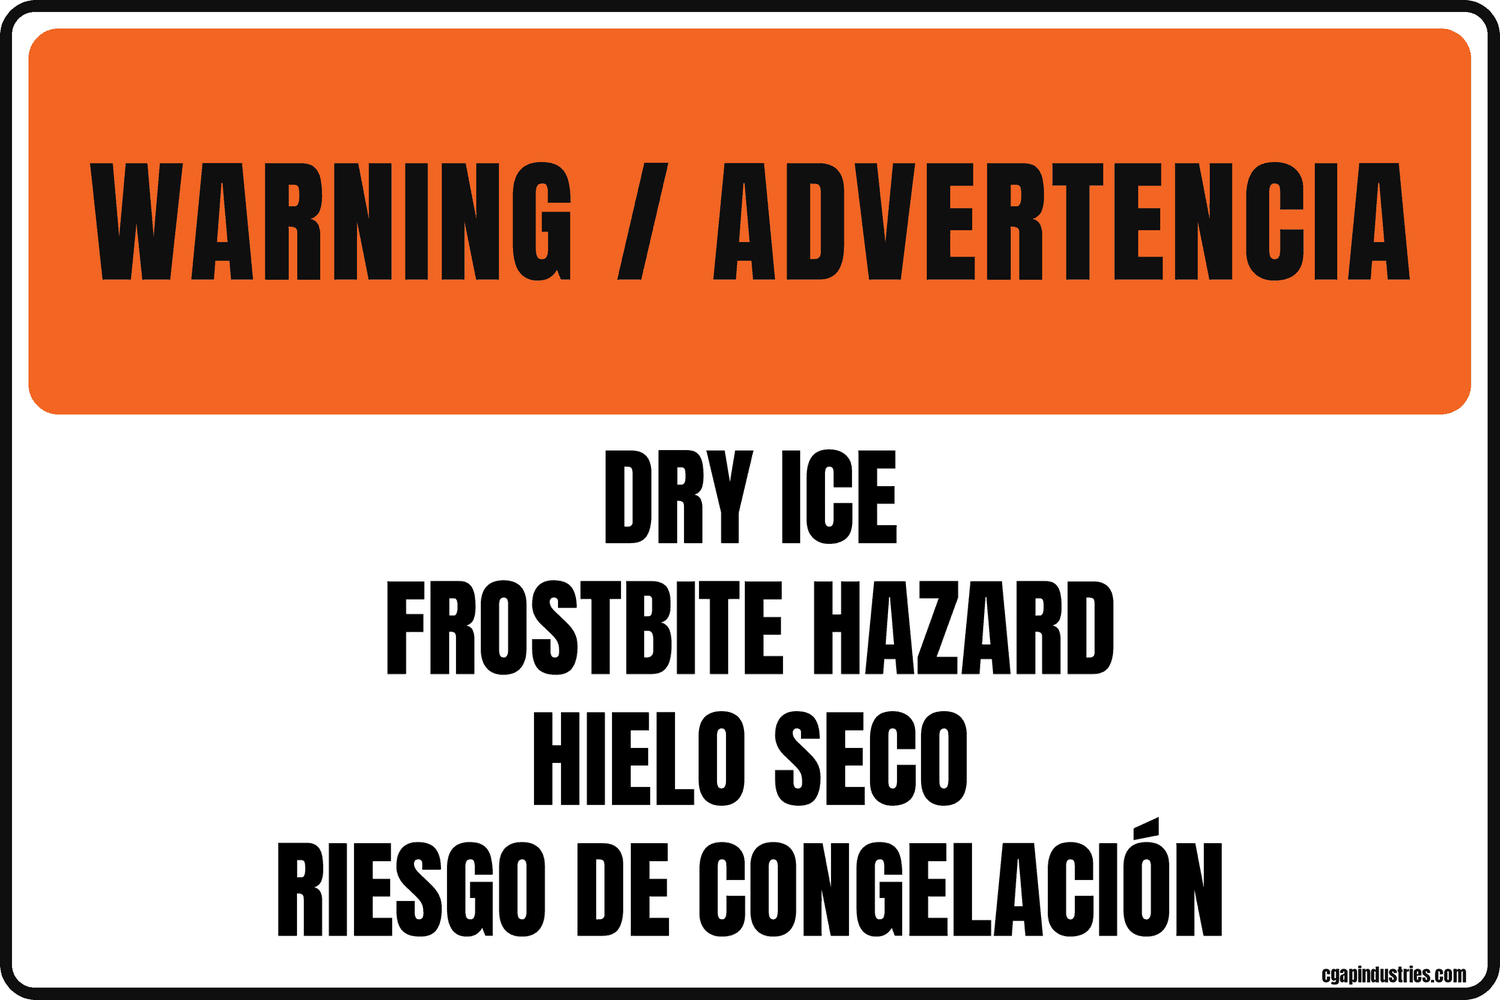 WARNING / ADVERTENCIA
DRY ICE
FROSTBITE HAZARD
HIELO SECO
RIESGO DE CONGELACIÓN
cgapindustries.com